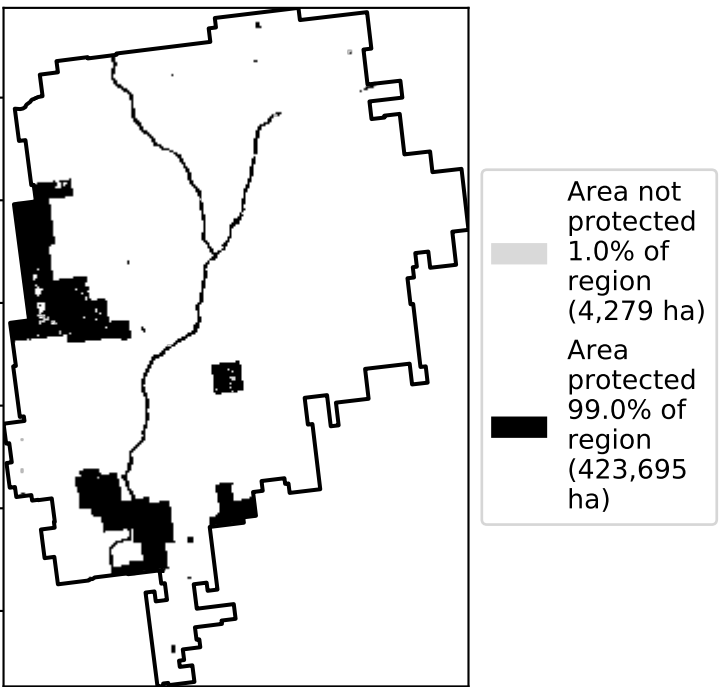 Area not
protected
1.0% of
region
(4,279 ha)
Area
protected
99.0% of
region
(423,695
ha)